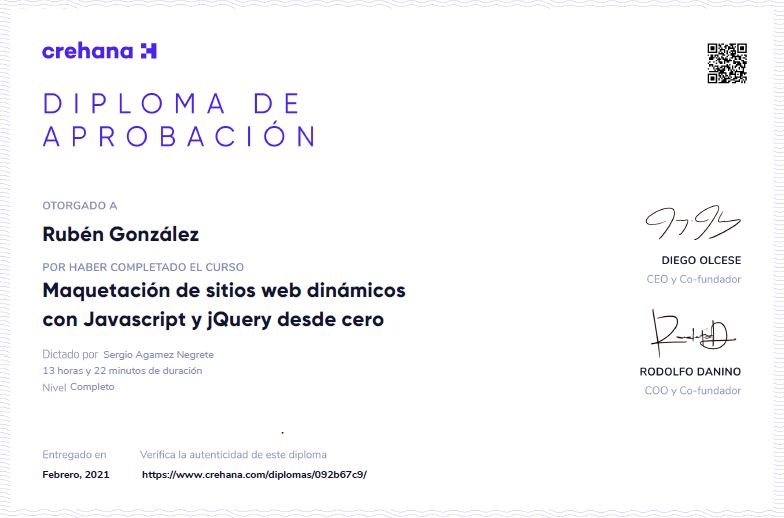 crehana
DIPLOMA DE
APROBACIÓN
OTORGADO A
Rubén González
POR HABER COMPLETADO EL CURSO
Maquetación de sitios web dinámicos
con Javascript y jQuery desde cero
Dictado por Sergio Agamez Negrete
13 horas y 22 minutos de duración
Nivel Completo
DIEGO OLCESE
CEO y Co-fundador
RODOLFO DANINO
COO y Co-fundador
Entregado en Verifica la autenticidad de este diploma
Febrero, 2021 https://www.crehana.com/diplomas/092b67c9/